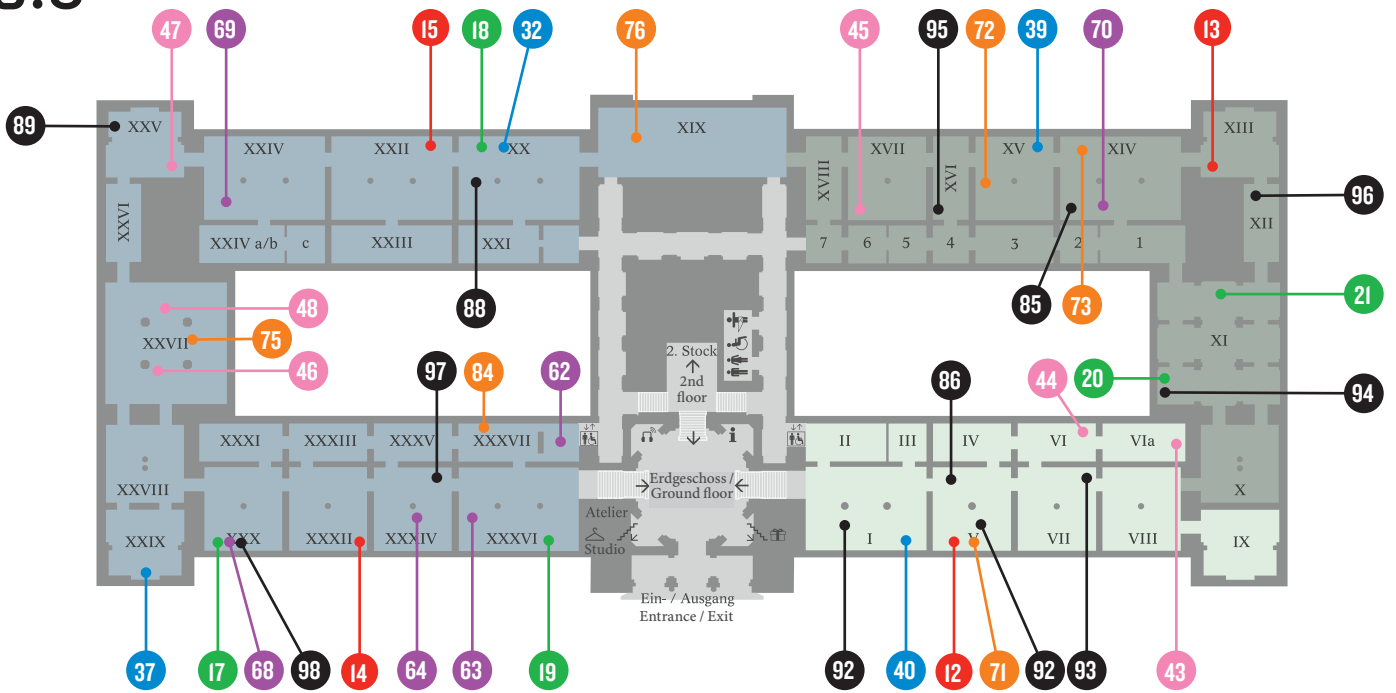 47 69 15 18 32 76 45 95 72 39 70 13
89 XXV XXIV XXII XX XIX XVIII XVII XVI XV XIV XIII
96
XXVI XII
XXIV a/b c XXIII XXI 7 6 5 4 3 2 1
48 88 85 73 21
75 XXVII XI
46 97 84 62 86 44 20 94
2. Stock
2nd
floor
XXXI XXXIII XXXV XXXVII II III IV VI VIa
i
XXVIII X
Erdgeschoss /
Ground floor
Atelier
Studio
XXIX XXX XXXII XXXIV XXXVI I V VII VIII IX
Ein- / Ausgang
Entrance / Exit
37 17 68 98 14 64 63 19 92 40 12 71 92 93 43